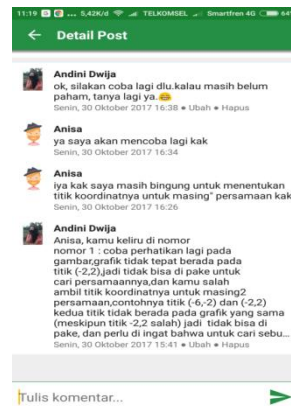 11:19 5,42K/d TELKOMSEL Smartfren 4G 64
Detail Post
Andini Dwija
ok, silakan coba lagi dlu.kalau masih belum
paham, tanya lagi ya.
Senin, 30 Oktober 2017 16:38 • Ubah • Hapus
Anisa
ya saya akan mencoba lagi kak
Senin, 30 Oktober 2017 16:34
Anisa
iya kak saya masih bingung untuk menentukan
titik koordinatnya untuk masing" persamaan kak
Senin, 30 Oktober 2017 16:26
Andini Dwija
Anisa, kamu keliru di nomor
nomor 1 : coba perhatikan lagi pada
gambar,grafik tidak tepat berada pada
titik (-2,2),jadi tidak bisa di pake untuk
cari persamaannya,dan kamu salah
ambil titik koordinatnya untuk masing2
persamaan,contohnya titik (-6,-2) dan (-2,2)
kedua titik tidak berada pada grafik yang sama
(meskipun titik -2,2 salah) jadi  tidak bisa di
pake, dan perlu di ingat bahwa untuk cari sebu...
Senin, 30 Oktober 2017 15:41 • Ubah • Hapus
Tulis komentar...